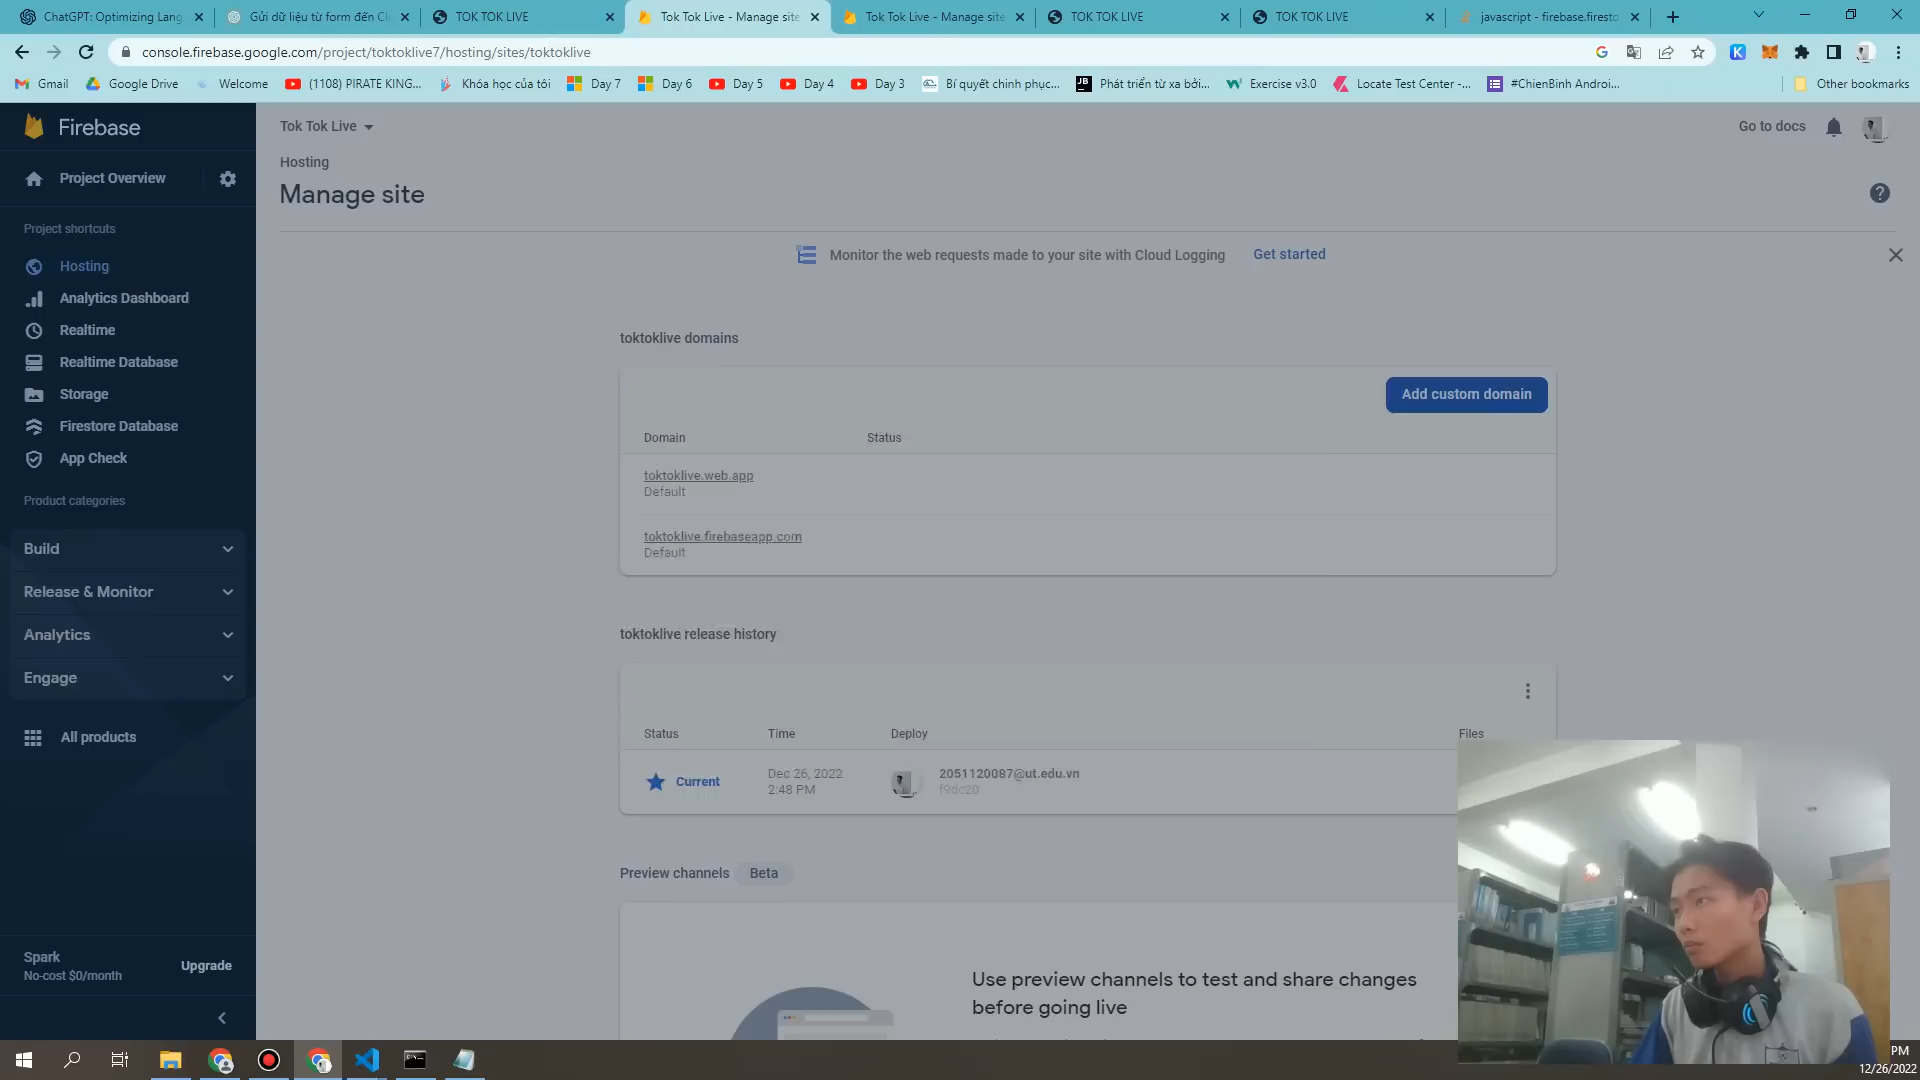 ChatGPT: Optimizing Lang
Gửi dữ liệu từ form đến Cl
TOK TOK LIVE
Tok Tok Live - Manage site
Tok Tok Live - Manage site
TOK TOK LIVE
TOK TOK LIVE
javascript - firebase.firesto
console.firebase.google.com/project/toktoklive7/hosting/sites/toktoklive
Gmail
Google Drive
Welcome
(1108) PIRATE KING...
Khóa học của tôi
Day 7
Day 6
Day 5
Day 4
Day 3
Bí quyết chinh phục...
Phát triển từ xa bởi...
Exercise v3.0
Locate Test Center -...
#ChienBinh Androi...
Other bookmarks
Firebase
Tok Tok Live
Go to docs
Project Overview
Hosting
Manage site
Project shortcuts
Hosting
Analytics Dashboard
Realtime
Realtime Database
Storage
Firestore Database
App Check
Product categories
Build
Release & Monitor
Analytics
Engage
All products
Spark
No-cost $0/month
Upgrade
Monitor the web requests made to your site with Cloud Logging
Get started
toktoklive domains
Add custom domain
Domain
Status
toktoklive.web.app
Default
toktoklive.firebaseapp.com
Default
toktoklive release history
Status
Time
Deploy
Files
Current
Dec 26, 2022
2:48 PM
2051120087@ut.edu.vn
f9dc20
Preview channels
Beta
Use preview channels to test and share changes
before going live
PM
12/26/2022